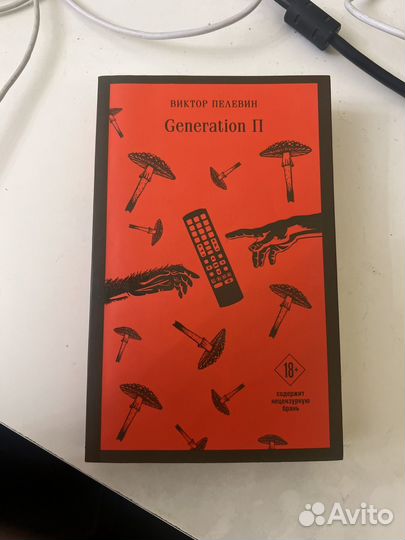 ВИКТОР ПЕЛЕВИН
Generation П
18+
содержит
нецензурную
брань
Avito